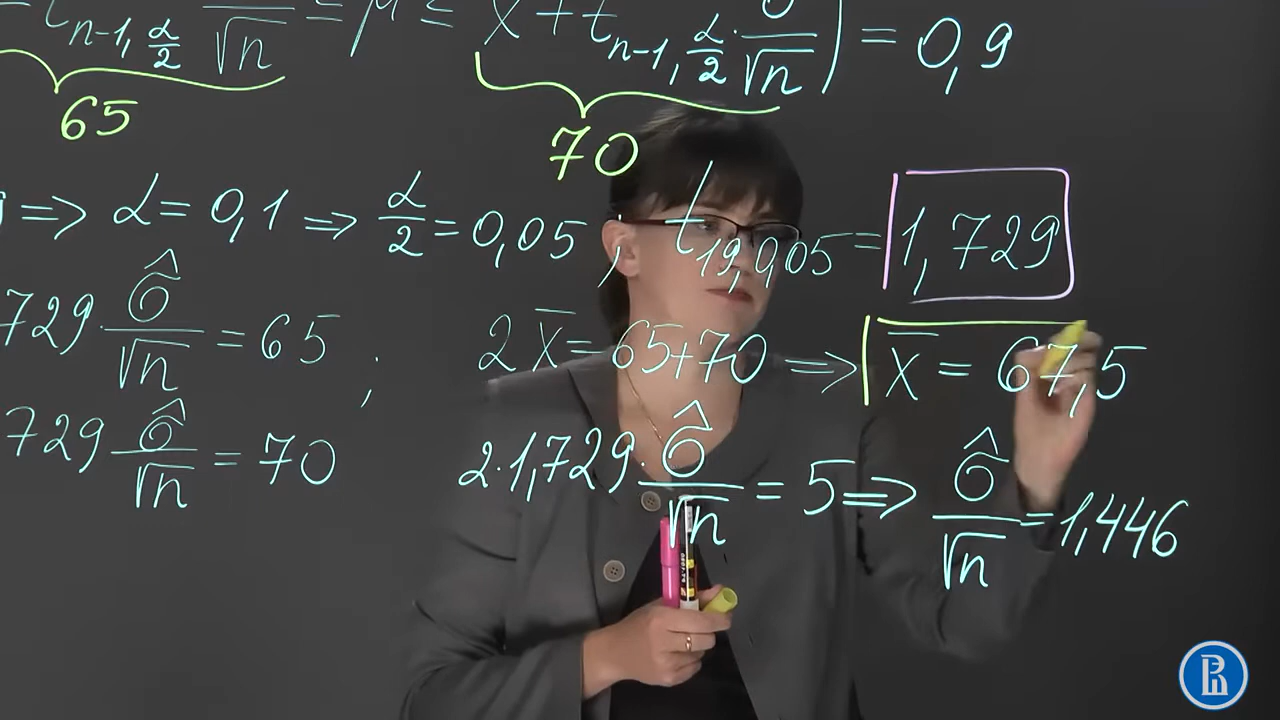 t_{n-1, α/2} σ̂/√n ≤ μ ≤ X̄ + t_{n-1, α/2} · σ̂/√n) = 0,9
65
70
=> α = 0,1 => α/2 = 0,05 ; t_{19,0,05} = 1,729
729 · σ̂/√n = 65 ; 2X̄ = 65+70 => X̄ = 67,5
729 σ̂/√n = 70
2·1,729 · σ̂/√n = 5 => σ̂/√n = 1,446